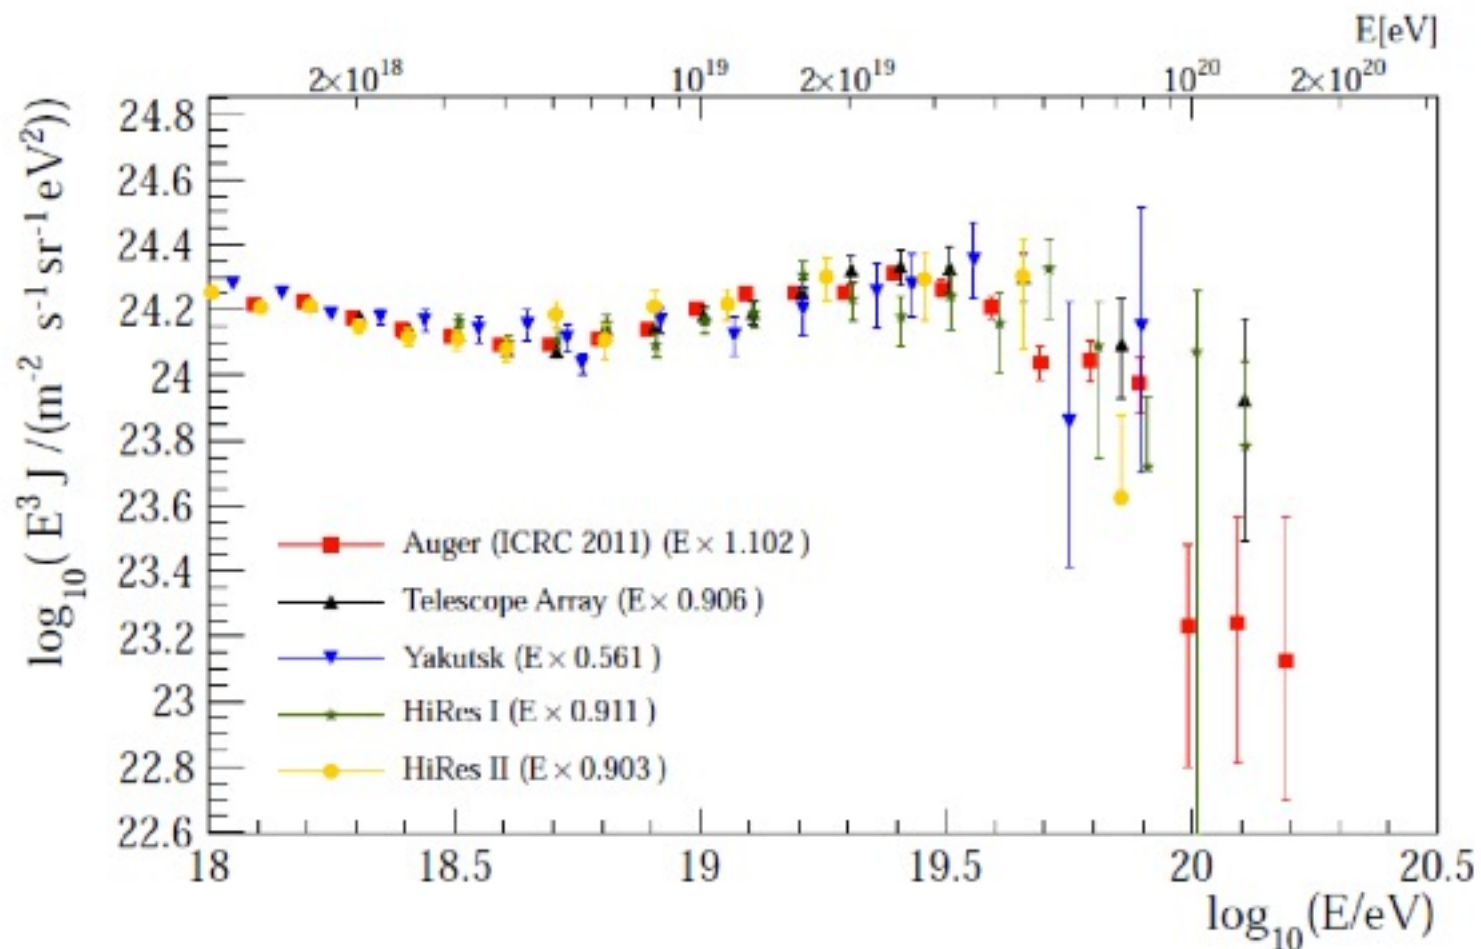 E[eV]
2×10^18 10^19 2×10^19 10^20 2×10^20
log10( E^3 J /(m^-2 s^-1 sr^-1 eV^2))
24.8
24.6
24.4
24.2
24
23.8
23.6
23.4
23.2
23
22.8
22.6
Auger (ICRC 2011) (E × 1.102 )
Telescope Array (E × 0.906 )
Yakutsk (E × 0.561 )
HiRes I (E × 0.911 )
HiRes II (E × 0.903 )
18 18.5 19 19.5 20 20.5
log10(E/eV)